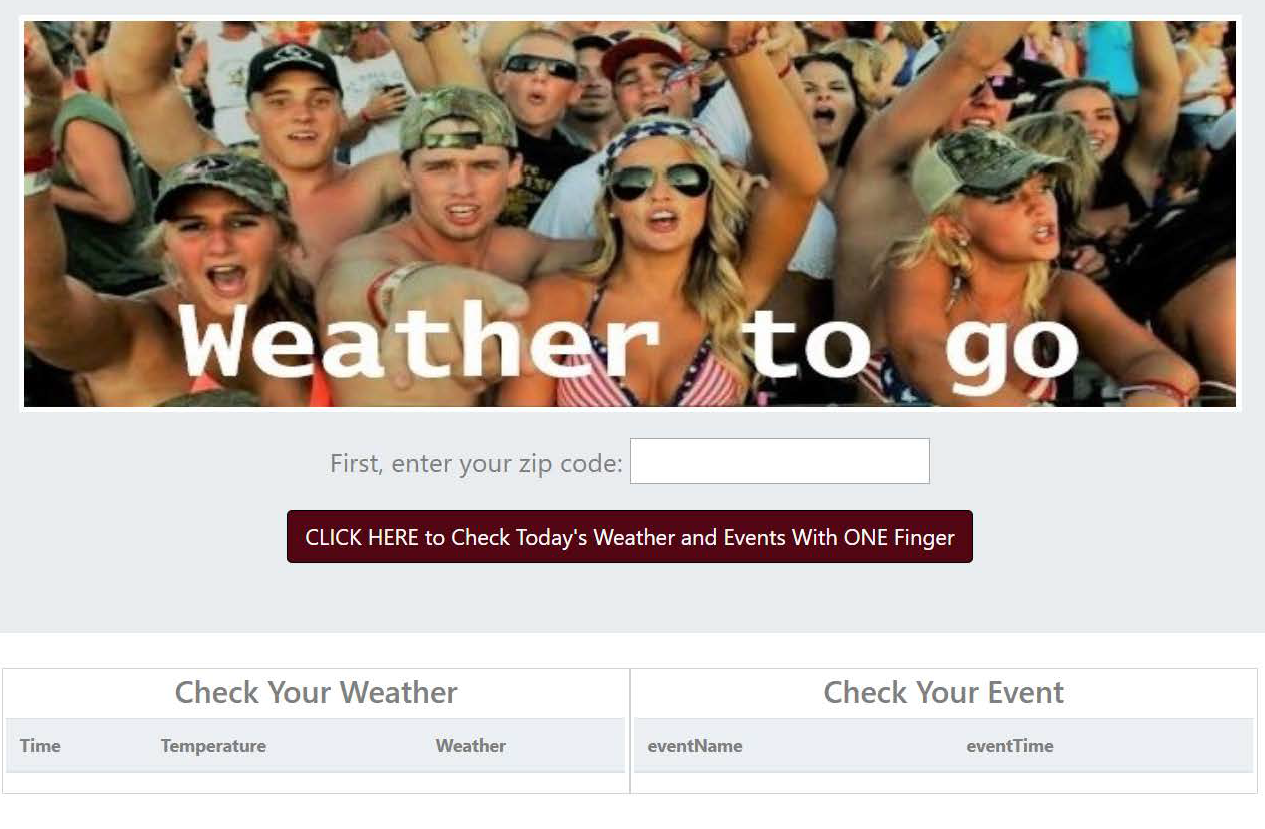 Weather to go
First, enter your zip code:
CLICK HERE to Check Today's Weather and Events With ONE Finger
Check Your Weather
Time Temperature Weather
Check Your Event
eventName eventTime